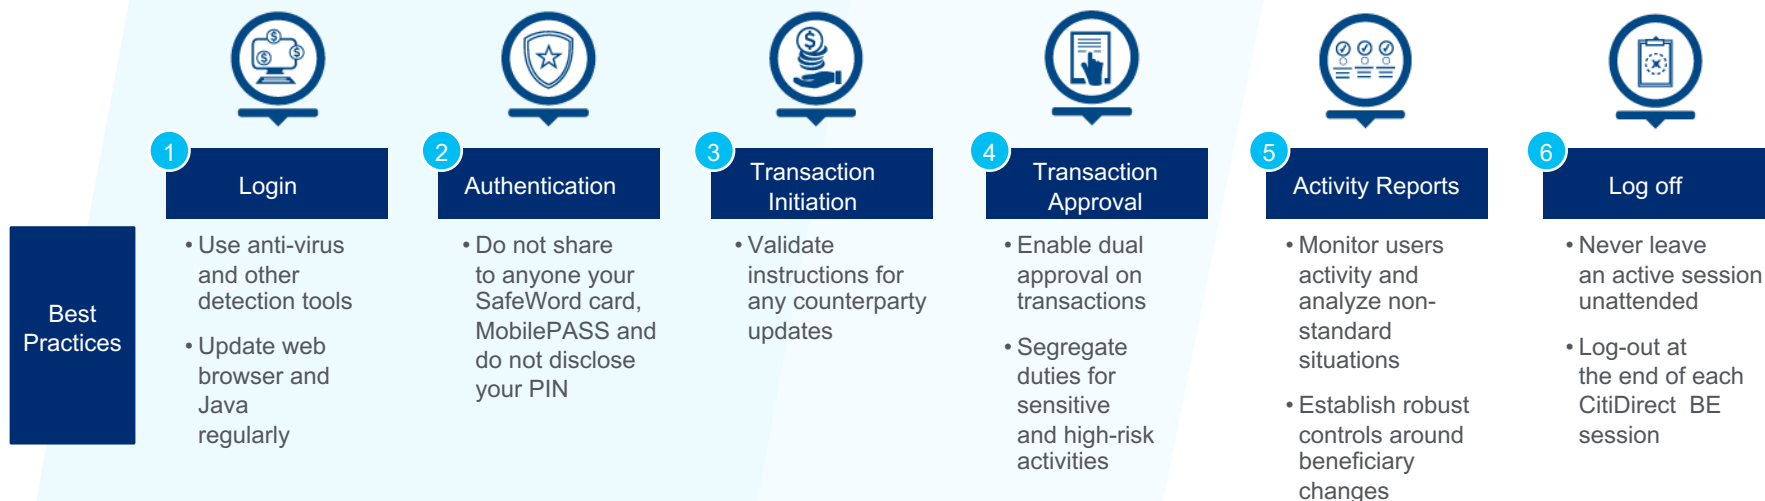 1
Login
2
Authentication
3
Transaction
Initiation
4
Transaction
Approval
5
Activity Reports
6
Log off
Best
Practices
• Use anti-virus
and other
detection tools
• Update web
browser and
Java
regularly
• Do not share
to anyone your
SafeWord card,
MobilePASS and
do not disclose
your PIN
• Validate
instructions for
any counterparty
updates
• Enable dual
approval on
transactions
• Segregate
duties for
sensitive
and high-risk
activities
• Monitor users
activity and
analyze non-
standard
situations
• Establish robust
controls around
beneficiary
changes
• Never leave
an active session
unattended
• Log-out at
the end of each
CitiDirect BE
session